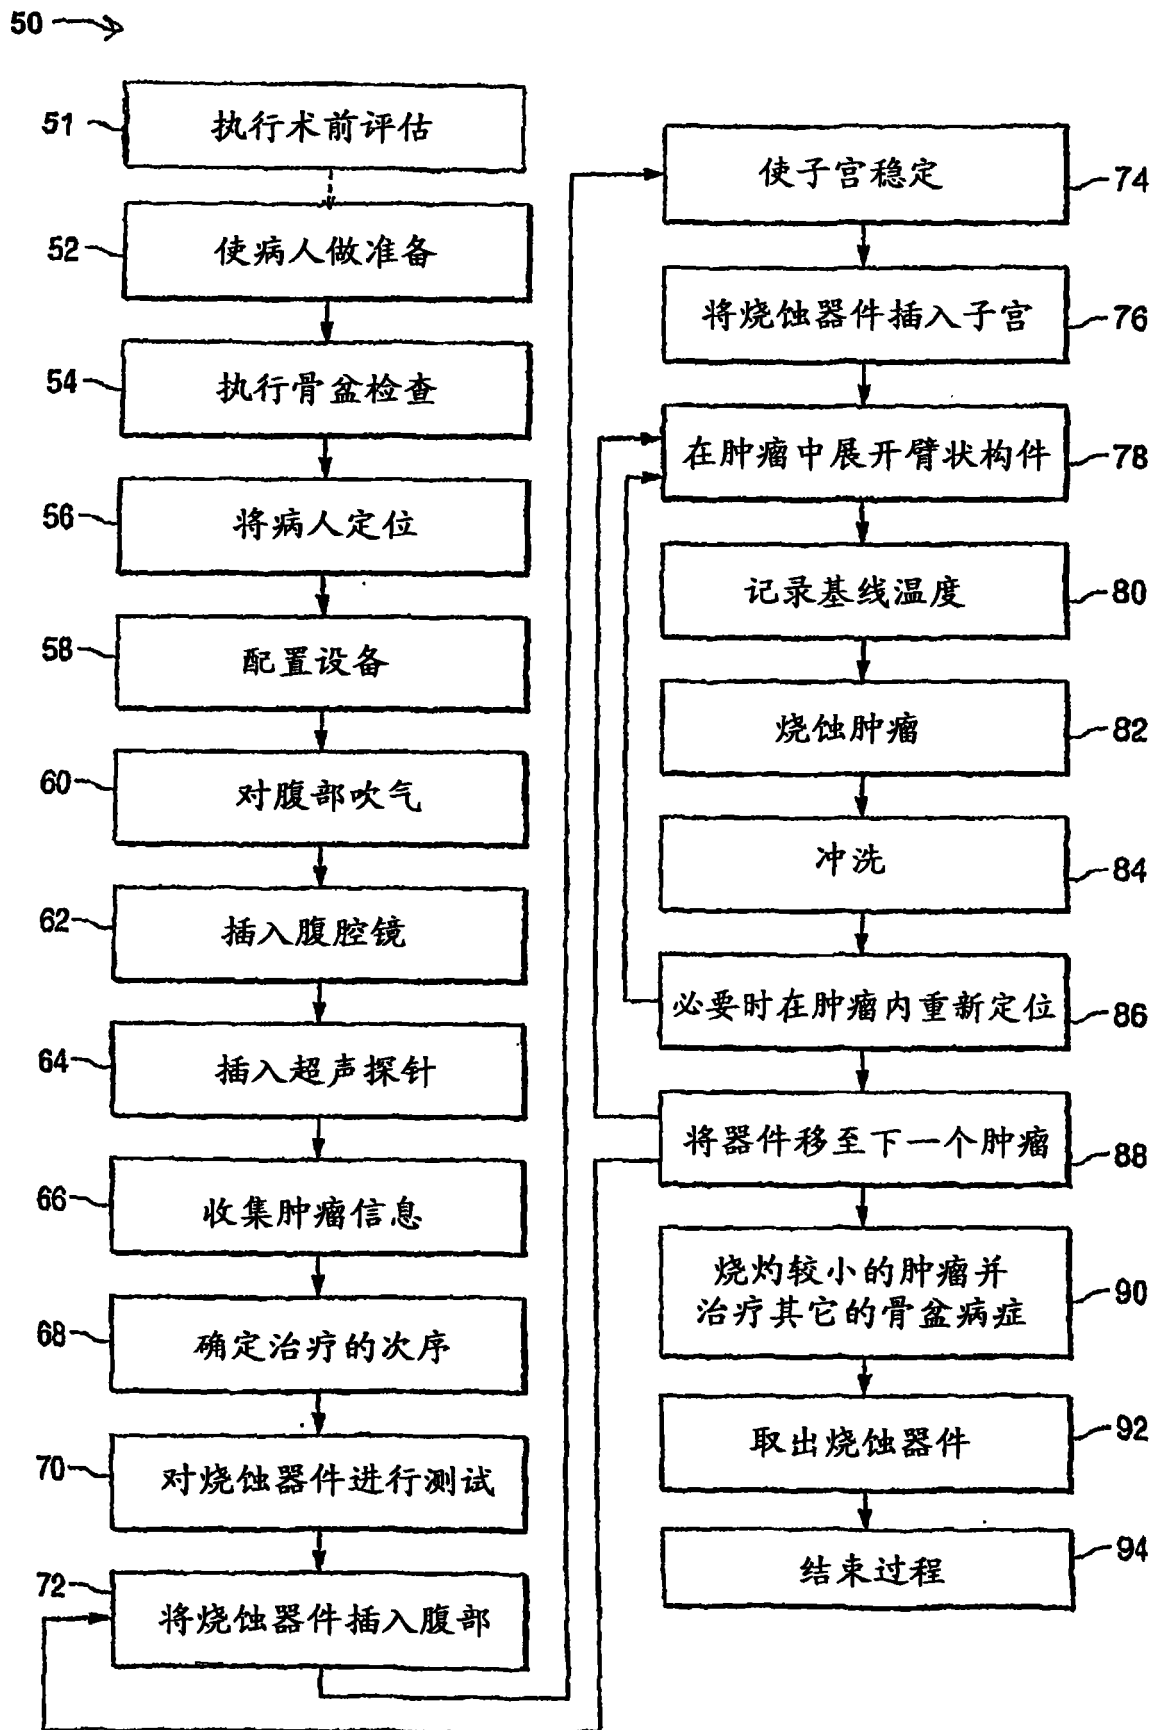 50
51
执行术前评估
52
使病人做准备
54
执行骨盆检查
56
将病人定位
58
配置设备
60
对腹部吹气
62
插入腹腔镜
64
插入超声探针
66
收集肿瘤信息
68
确定治疗的次序
70
对烧蚀器件进行测试
72
将烧蚀器件插入腹部
使子宫稳定
74
将烧蚀器件插入子宫
76
在肿瘤中展开臂状构件
78
记录基线温度
80
烧蚀肿瘤
82
冲洗
84
必要时在肿瘤内重新定位
86
将器件移至下一个肿瘤
88
烧灼较小的肿瘤并
治疗其它的骨盆病症
90
取出烧蚀器件
92
结束过程
94